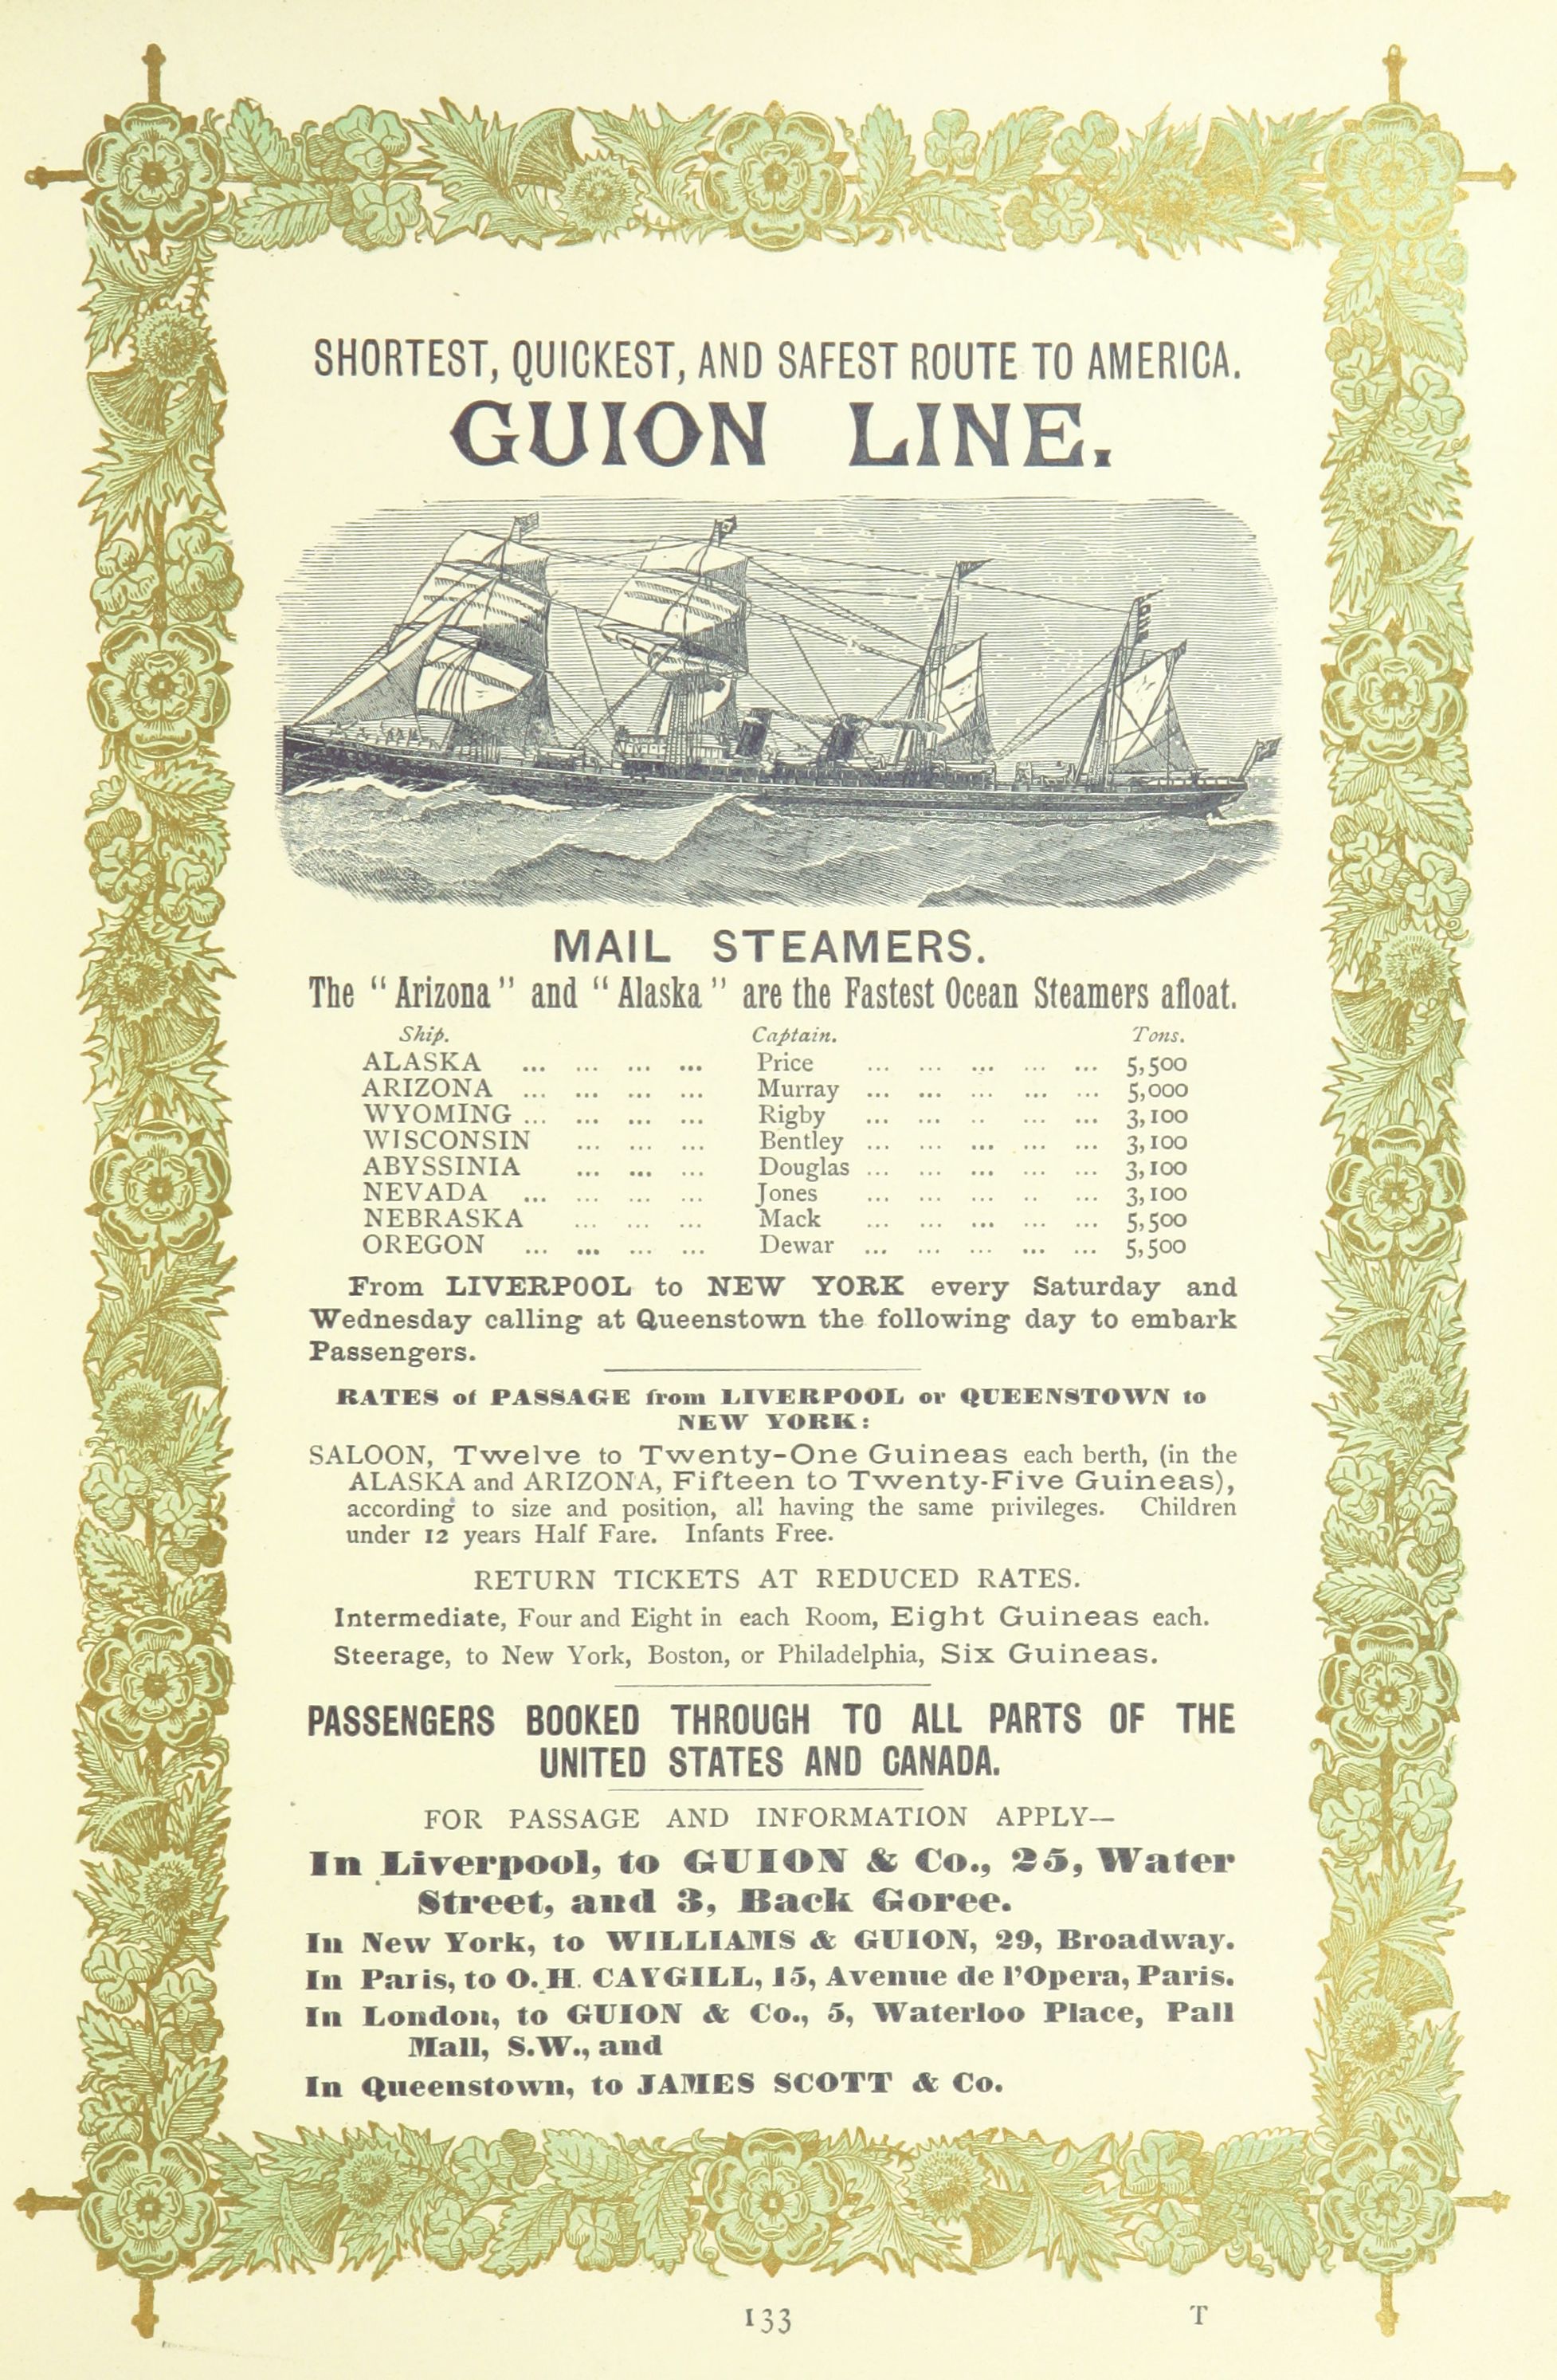 SHORTEST, QUICKEST, AND SAFEST ROUTE TO AMERICA.
GUION LINE.
MAIL STEAMERS.
The "Arizona" and "Alaska" are the Fastest Ocean Steamers afloat.
Ship. Captain. Tons.
ALASKA ... ... ... ... Price ... ... ... ... ... 5,500
ARIZONA ... ... ... ... Murray ... ... ... ... ... 5,000
WYOMING ... ... ... ... Rigby ... ... .. ... ... 3,100
WISCONSIN ... ... ... Bentley ... ... ... ... ... 3,100
ABYSSINIA ... ... ... Douglas ... ... ... ... ... 3,100
NEVADA ... ... ... ... Jones ... ... ... .. ... 3,100
NEBRASKA ... ... ... Mack ... ... ... ... ... 5,500
OREGON ... ... ... ... Dewar ... ... ... ... ... 5,500
From LIVERPOOL to NEW YORK every Saturday and
Wednesday calling at Queenstown the following day to embark
Passengers.
RATES of PASSAGE from LIVERPOOL or QUEENSTOWN to
NEW YORK:
SALOON, Twelve to Twenty-One Guineas each berth, (in the
ALASKA and ARIZONA, Fifteen to Twenty-Five Guineas),
according to size and position, all having the same privileges. Children
under 12 years Half Fare. Infants Free.
RETURN TICKETS AT REDUCED RATES.
Intermediate, Four and Eight in each Room, Eight Guineas each.
Steerage, to New York, Boston, or Philadelphia, Six Guineas.
PASSENGERS BOOKED THROUGH TO ALL PARTS OF THE
UNITED STATES AND CANADA.
FOR PASSAGE AND INFORMATION APPLY—
In Liverpool, to GUION & Co., 25, Water
Street, and 3, Back Goree.
In New York, to WILLIAMS & GUION, 29, Broadway.
In Paris, to O. H. CAYGILL, 15, Avenue de l'Opera, Paris.
In London, to GUION & Co., 5, Waterloo Place, Pall
Mall, S.W., and
In Queenstown, to JAMES SCOTT & Co.
133 T